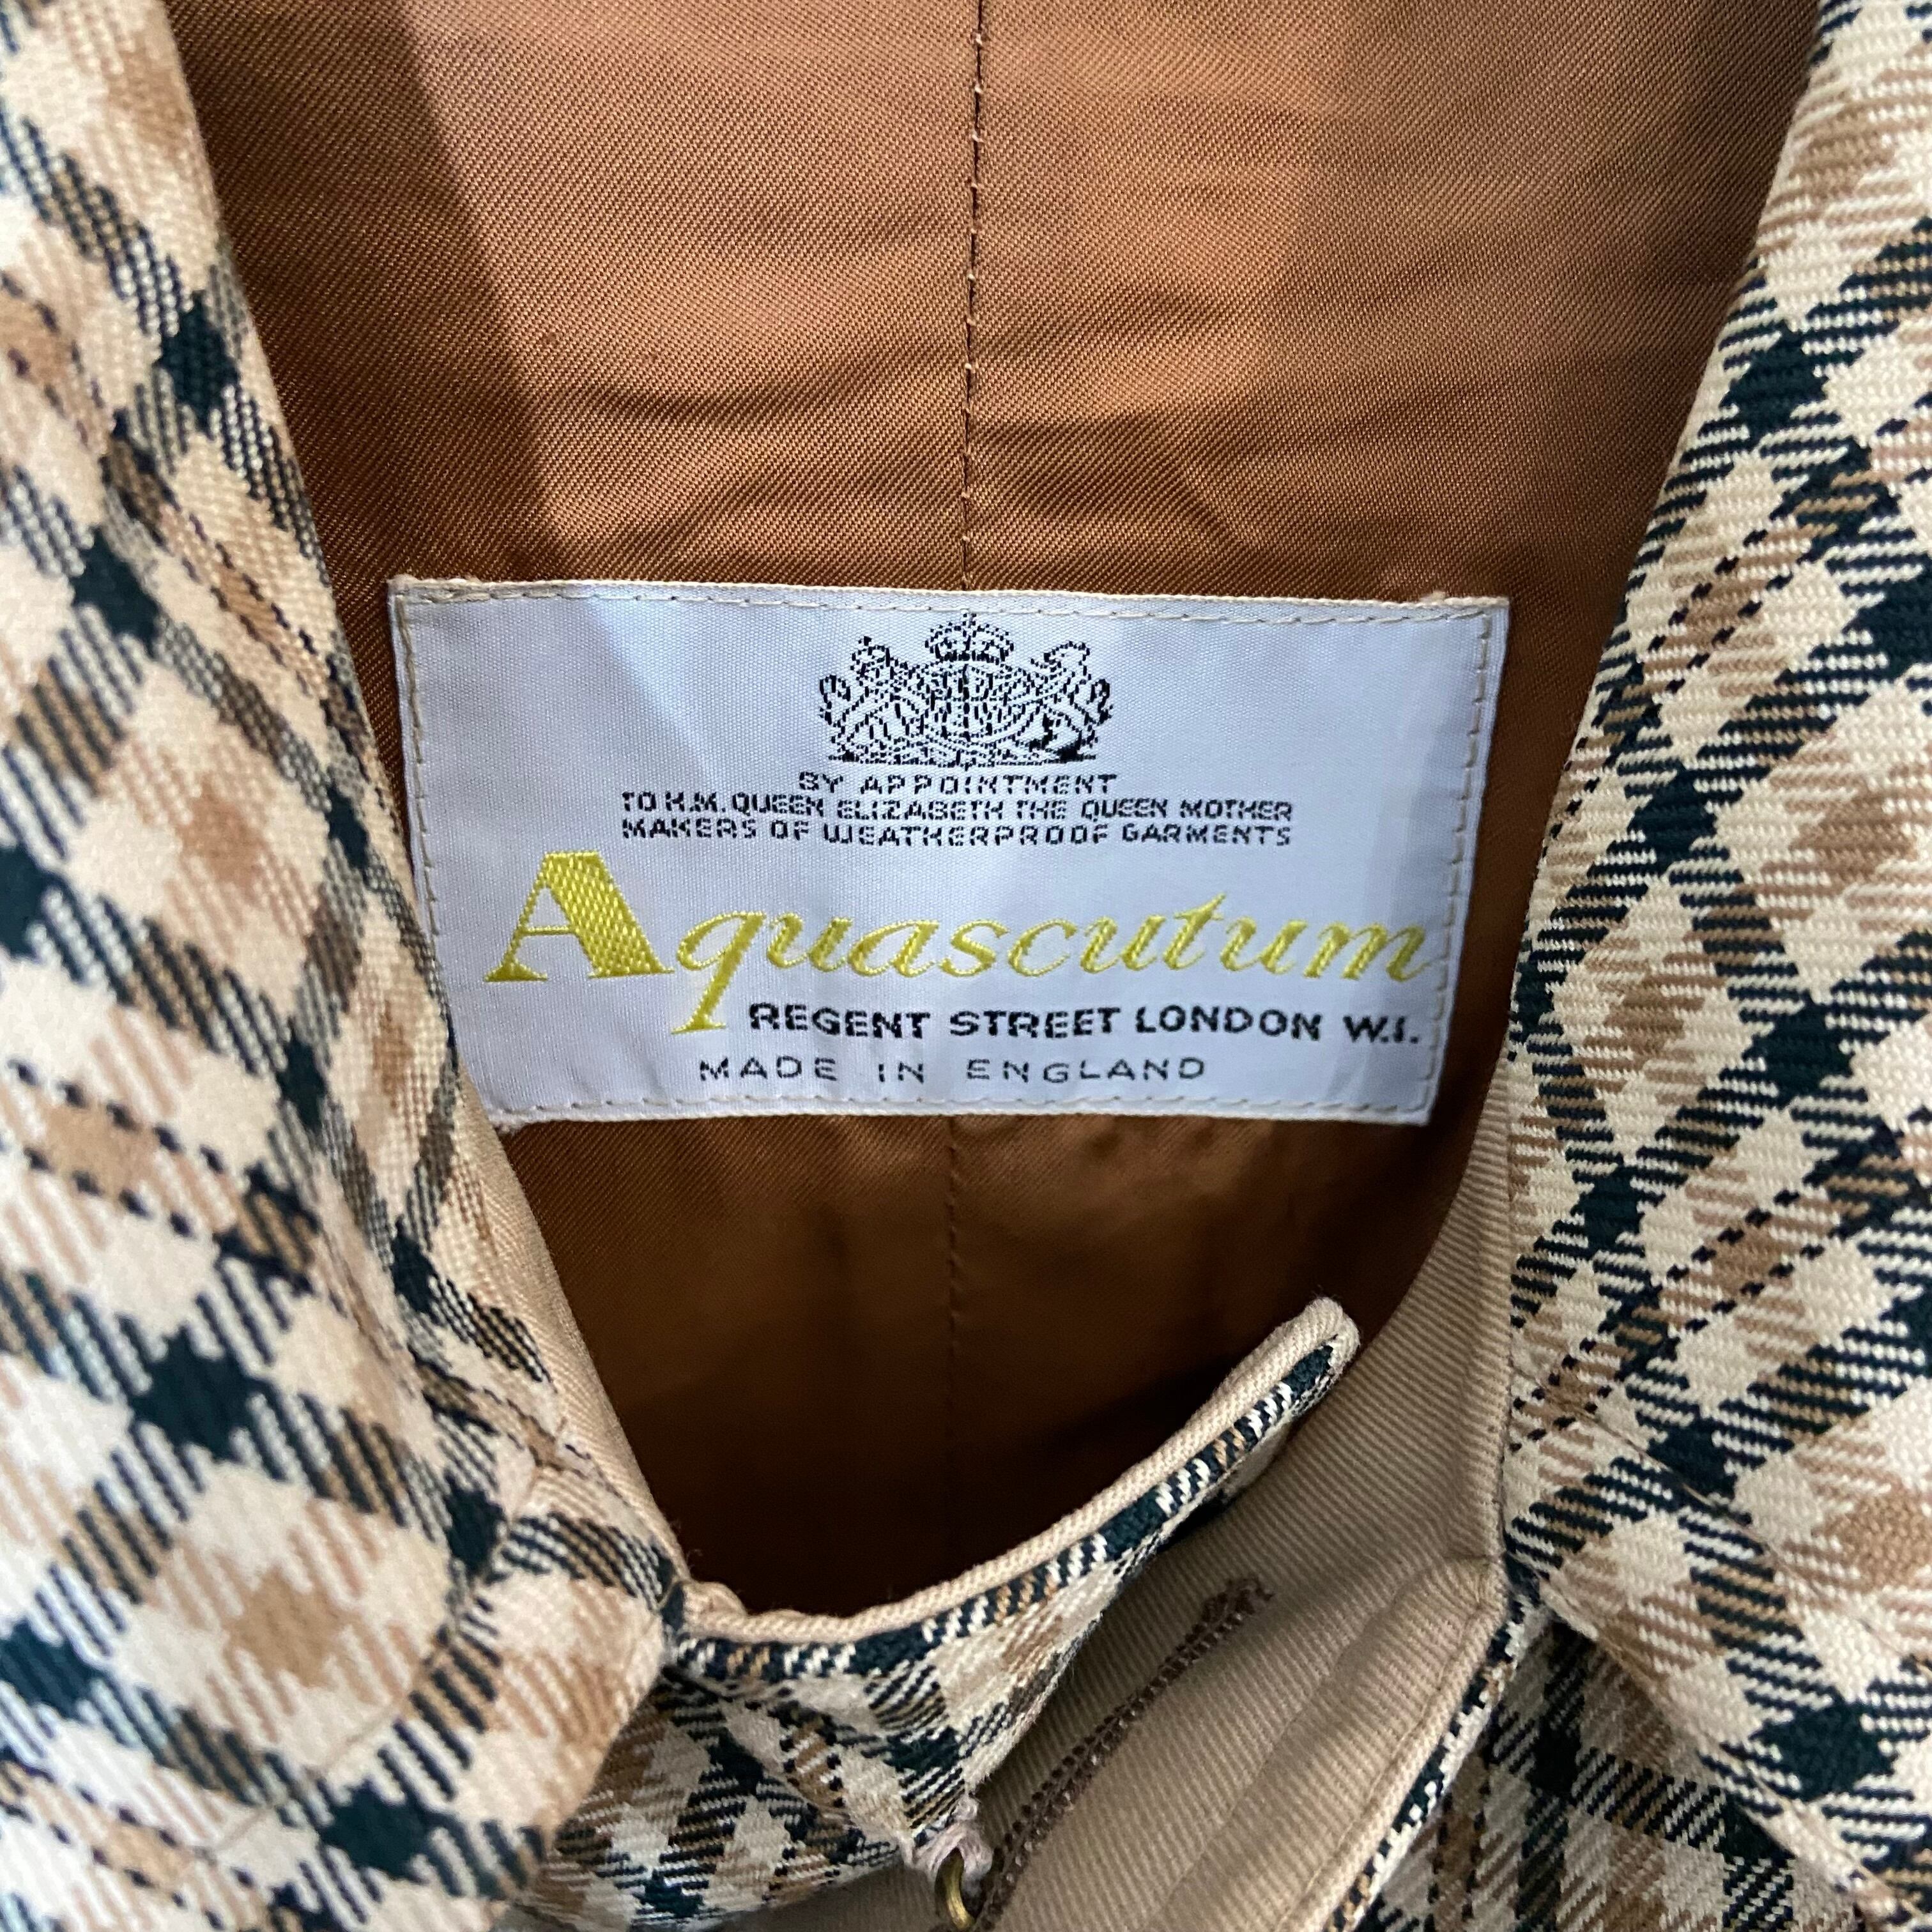 BY APPOINTMENT
TO H.M. QUEEN ELIZABETH THE QUEEN MOTHER
MAKERS OF WEATHERPROOF GARMENTS
Aquascutum
REGENT STREET LONDON W.I.
MADE IN ENGLAND